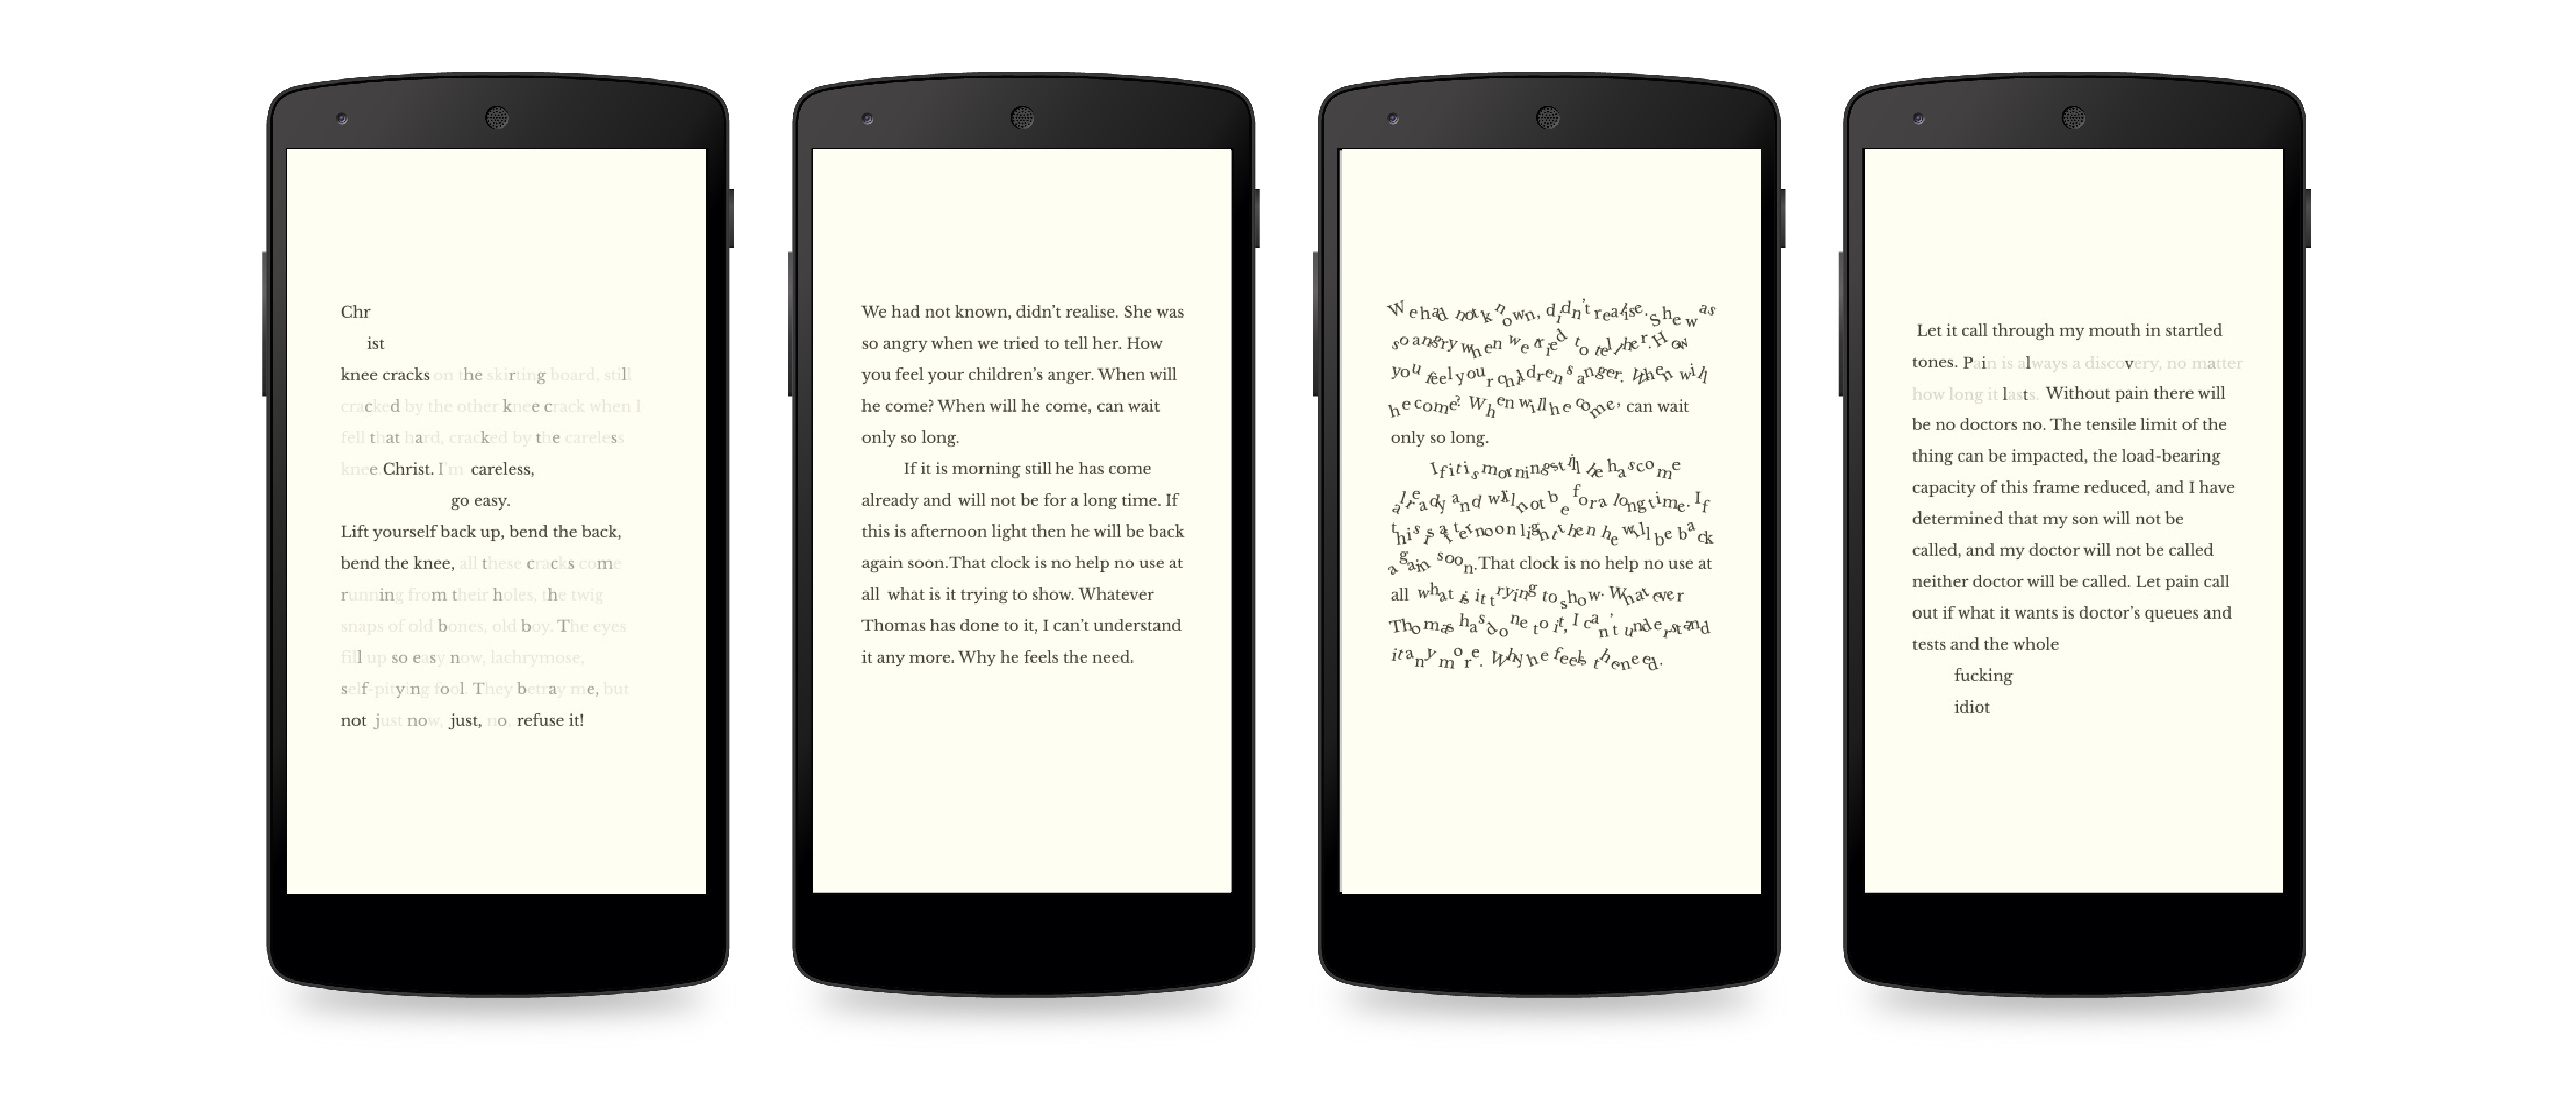 Chr
ist
knee cracks on the skirting board, still
cracked by the other knee crack when I
fell that hard, cracked by the careless
knee Christ. I'm careless,
go easy.
Lift yourself back up, bend the back,
bend the knee, all these cracks come
running from their holes, the twig
snaps of old bones, old boy. The eyes
fill up so easy now, lachrymose,
self-pitying fool. They betray me, but
not just now, just, no. refuse it!
We had not known, didn't realise. She was
so angry when we tried to tell her. How
you feel your children's anger. When will
he come? When will he come, can wait
only so long.
If it is morning still he has come
already and will not be for a long time. If
this is afternoon light then he will be back
again soon.That clock is no help no use at
all what is it trying to show. Whatever
Thomas has done to it, I can't understand
it any more. Why he feels the need.
We had not known, didn't realise. She was
so angry when we tried to tell her. How
you feel your children's anger. When will
he come? When will he come, can wait
only so long.
If it is morning still he has come
already and will not be for a long time. If
this is afternoon light then he will be back
again soon.That clock is no help no use at
all what is it trying to show. Whatever
Thomas has done to it, I can't understand
it any more. Why he feels the need.
Let it call through my mouth in startled
tones. Pain is always a discovery, no matter
how long it lasts. Without pain there will
be no doctors no. The tensile limit of the
thing can be impacted, the load-bearing
capacity of this frame reduced, and I have
determined that my son will not be
called, and my doctor will not be called
neither doctor will be called. Let pain call
out if what it wants is doctor's queues and
tests and the whole
fucking
idiot